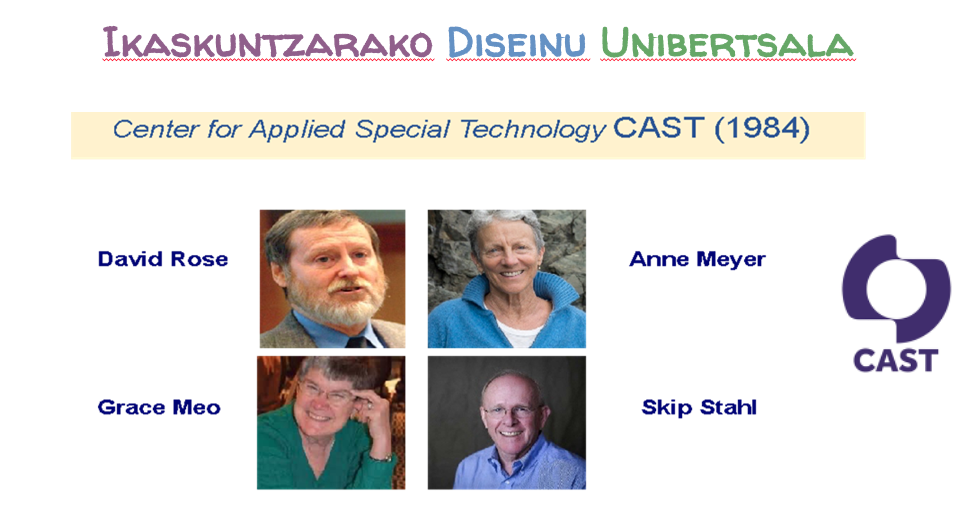 Ikaskuntzarako Diseinu Unibertsala
Center for Applied Special Technology CAST (1984)
David Rose
Anne Meyer
CAST
Grace Meo
Skip Stahl